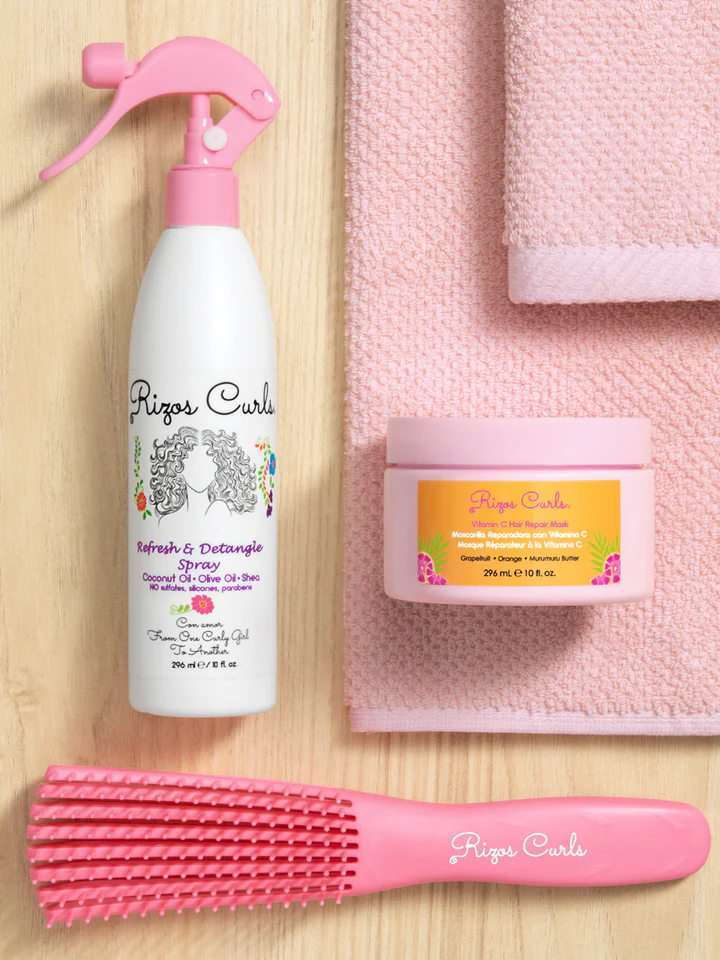 Rizos Curls.
Refresh & Detangle
Spray
Coconut Oil • Olive Oil • Shea
NO sulfates, silicones, parabens
Con amor
From One Curly Girl
To Another
296 ml ℮ / 10 fl. oz.
Rizos Curls.
Vitamin C Hair Repair Mask
Mascarilla Reparadora con Vitamina C
Masque Réparateur à la Vitamine C
Grapefruit • Orange • Murumuru Butter
296 mL ℮ 10 fl. oz.
Rizos Curls